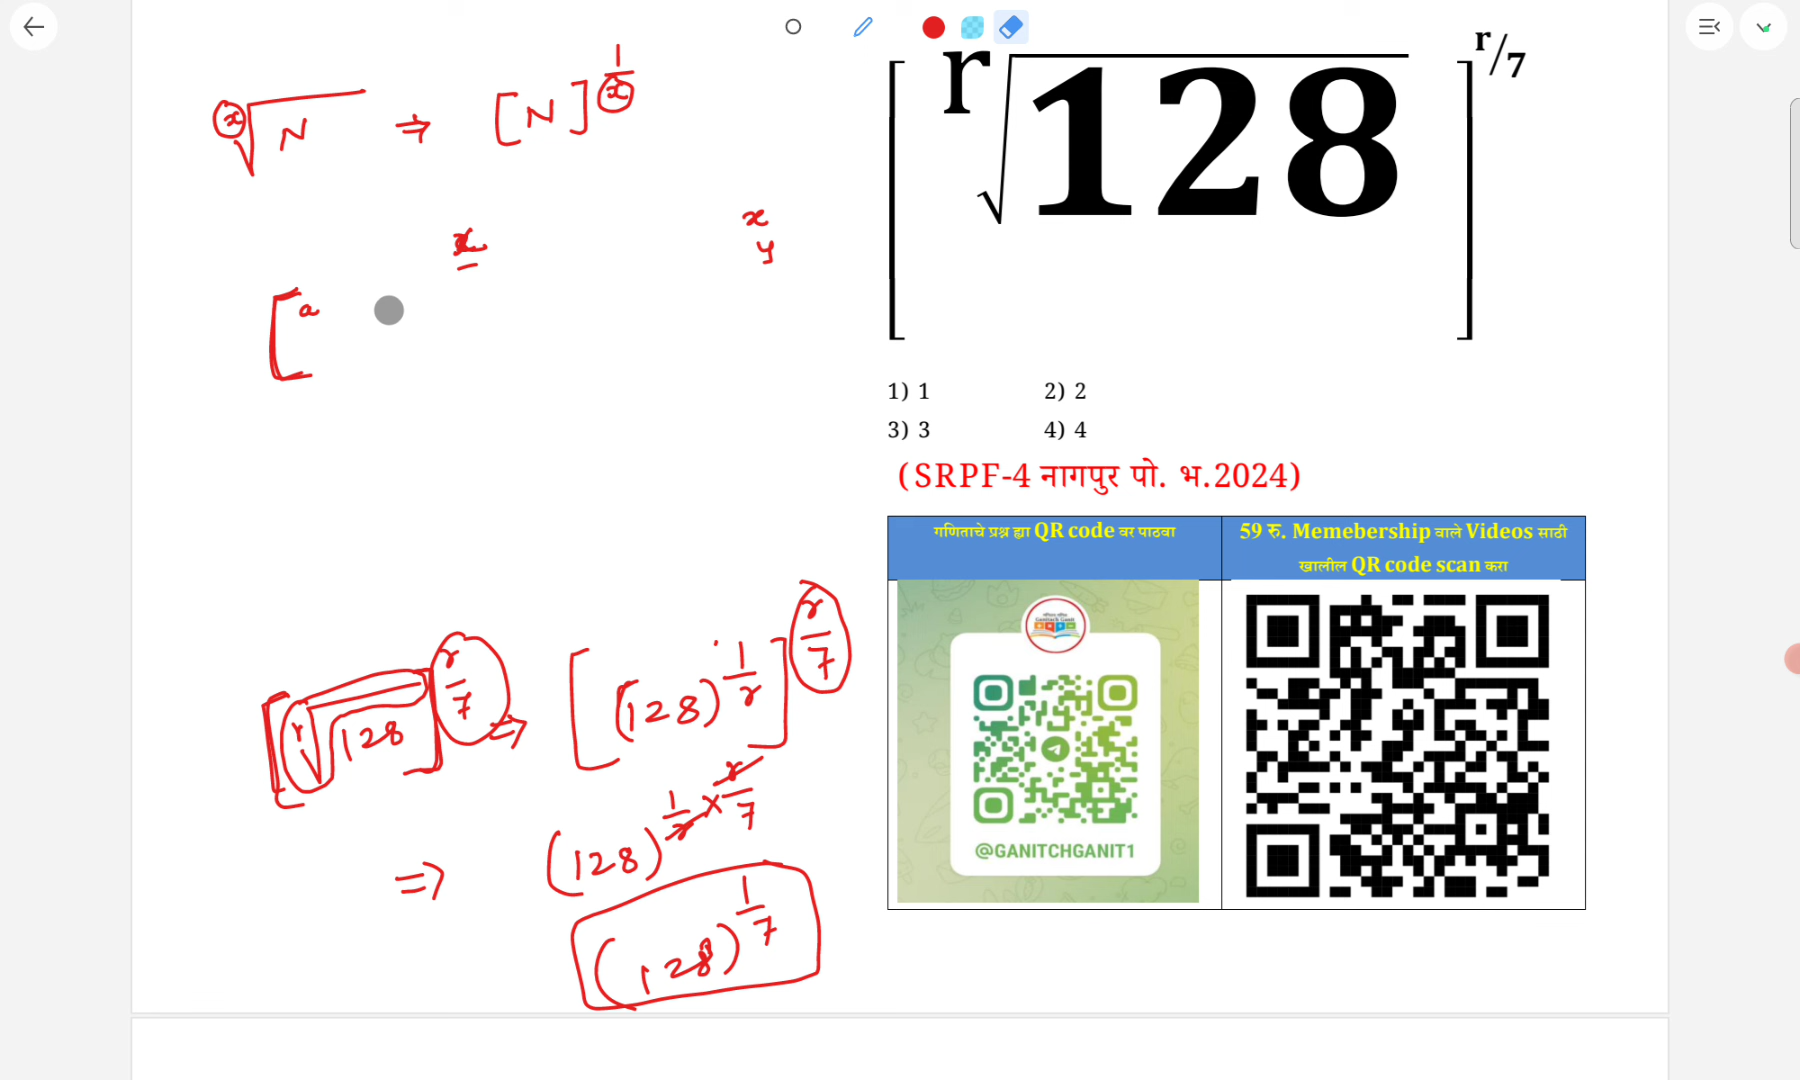 x√N ⇒ [N]^1/x
x
x
y
[a
[r√128]^r/7
1) 1 2) 2
3) 3 4) 4
(SRPF-4 नागपुर पो. भ.2024)
गणिताचे प्रश्न ह्या QR code वर पाठवा
59 रु. Memebership वाले Videos साठी
खालील QR code scan करा
@GANITCHGANIT1
[r√128]^r/7 ⇒ [(128)^1/r]^r/7
⇒ (128)^1/r × r/7
(128)^1/7